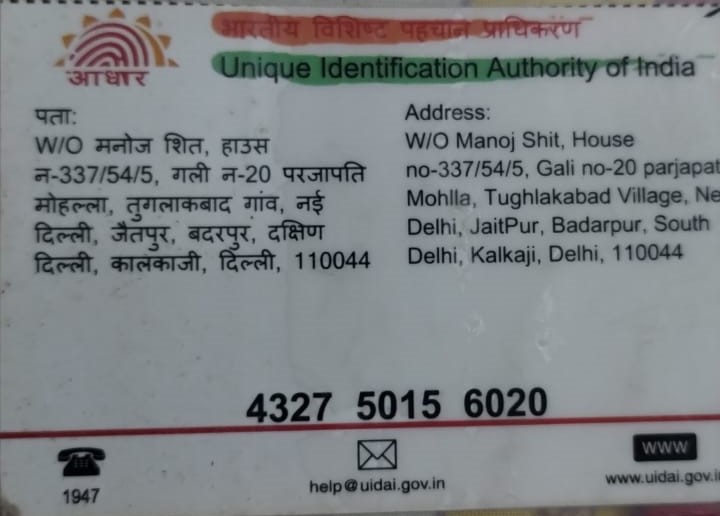 भारतीय विशिष्ट पहचान प्राधिकरण
Unique Identification Authority of India
आधार
पता:
W/O मनोज शित, हाउस
न-337/54/5, गली न-20 परजापति
मोहल्ला, तुगलाकबाद गांव, नई
दिल्ली, जैतपुर, बदरपुर, दक्षिण
दिल्ली, कालकाजी, दिल्ली, 110044
Address:
W/O Manoj Shit, House
no-337/54/5, Gali no-20 parjapat
Mohlla, Tughlakabad Village, Ne
Delhi, JaitPur, Badarpur, South
Delhi, Kalkaji, Delhi, 110044
4327 5015 6020
1947
help@uidai.gov.in
WWW
www.uidai.gov.in